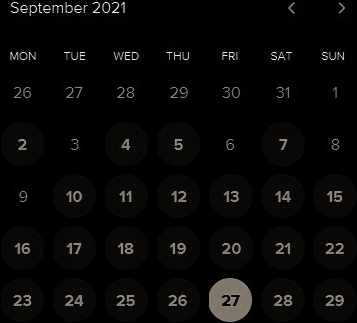 September 2021
MON TUE WED THU FRI SAT SUN
26 27 28 29 30 31 1
2 3 4 5 6 7 8
9 10 11 12 13 14 15
16 17 18 19 20 21 22
23 24 25 26 27 28 29